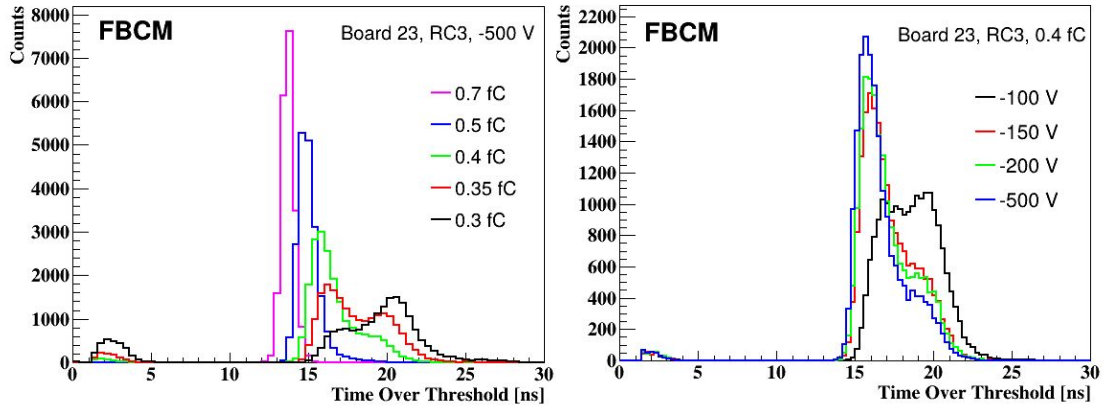 FBCM
Board 23, RC3, -500 V
Counts
8000
7000
6000
5000
4000
3000
2000
1000
0
0.7 fC
0.5 fC
0.4 fC
0.35 fC
0.3 fC
0 5 10 15 20 25 30
Time Over Threshold [ns]
FBCM
Board 23, RC3, 0.4 fC
Counts
2200
2000
1800
1600
1400
1200
1000
800
600
400
200
0
-100 V
-150 V
-200 V
-500 V
0 5 10 15 20 25 30
Time Over Threshold [ns]